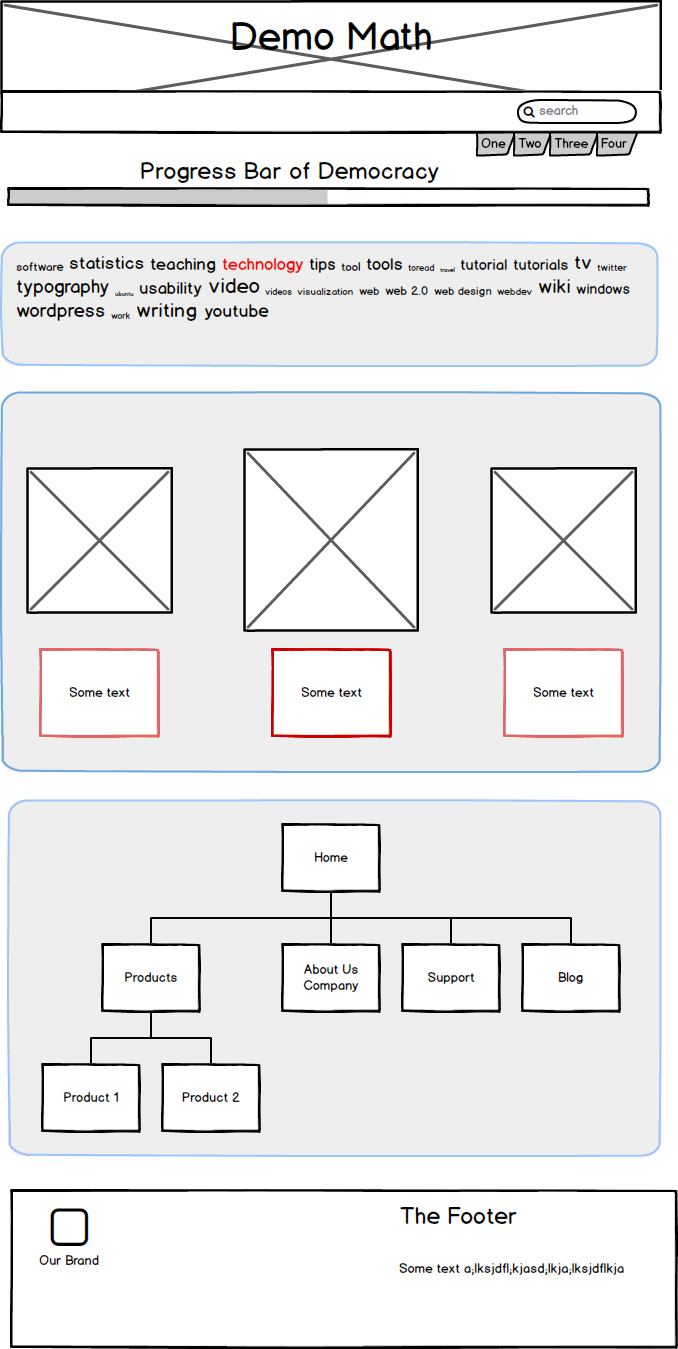 Demo Math
search
One Two Three Four
Progress Bar of Democracy
software statistics teaching technology tips tool tools toread travel tutorial tutorials tv twitter
typography ubuntu usability video videos visualization web web 2.0 web design webdev wiki windows
wordpress work writing youtube
Some text Some text Some text
Home
Products About Us Company Support Blog
Product 1 Product 2
The Footer
Our Brand
Some text a;lksjdfl;kjasd;lkja;lksjdflkja